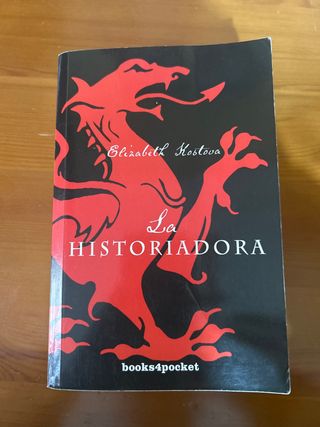 Elizabeth Kostova
La
HISTORIADORA
books4pocket